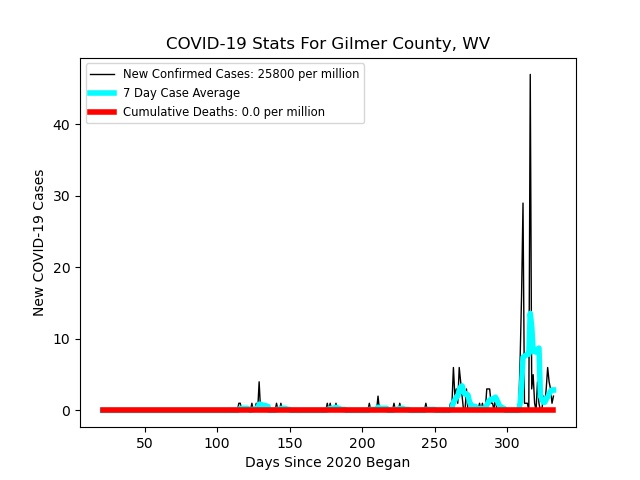 COVID-19 Stats For Gilmer County, WV
New Confirmed Cases: 25800 per million
7 Day Case Average
Cumulative Deaths: 0.0 per million
New COVID-19 Cases
40
30
20
10
0
50 100 150 200 250 300
Days Since 2020 Began